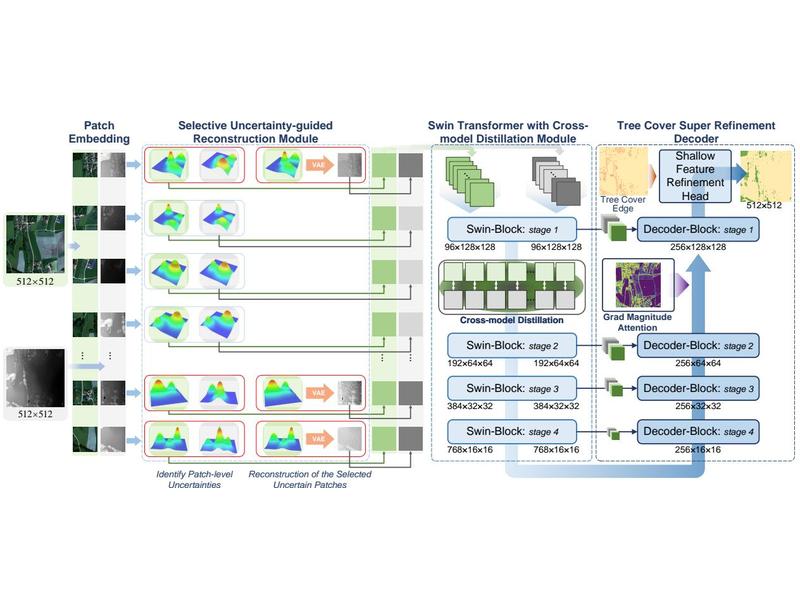 Patch
Embedding
512×512
512×512
Selective Uncertainty-guided
Reconstruction Module
VAE
VAE
VAE
Identify Patch-level
Uncertainties
Reconstruction of the Selected
Uncertain Patches
Swin Transformer with Cross-
model Distillation Module
Swin-Block: stage 1
96×128×128
96×128×128
Cross-model Distillation
Swin-Block: stage 2
192×64×64
192×64×64
Swin-Block: stage 3
384×32×32
384×32×32
Swin-Block: stage 4
768×16×16
768×16×16
Tree Cover Super Refinement
Decoder
Tree Cover
Edge
Shallow
Feature
Refinement
Head
512×512
Decoder-Block: stage 1
256×128×128
Grad Magnitude
Attention
Decoder-Block: stage 2
256×64×64
Decoder-Block: stage 3
256×32×32
Decoder-Block: stage 4
256×16×16